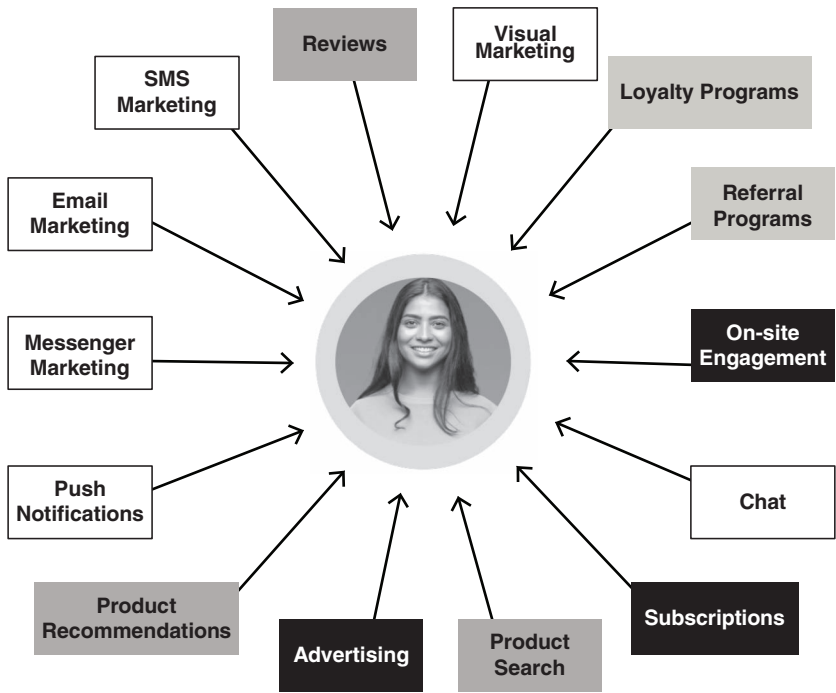 Reviews
Visual
Marketing
SMS
Marketing
Loyalty Programs
Email
Marketing
Referral
Programs
Messenger
Marketing
On-site
Engagement
Push
Notifications
Chat
Product
Recommendations
Advertising
Product
Search
Subscriptions